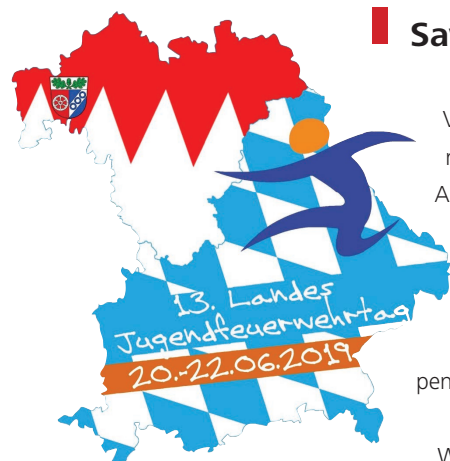 Sa
13. Landes
Jugendfeuerwehrtag
20.-22.06.2019
pen
W